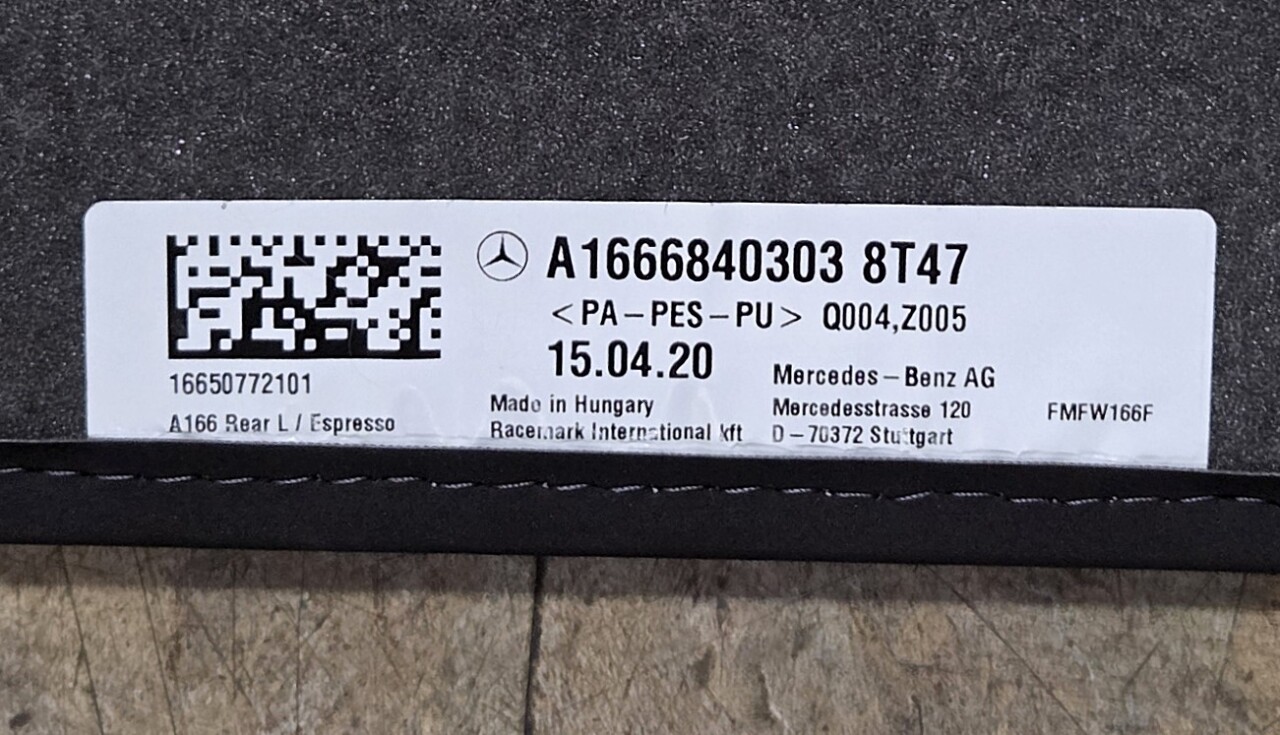 A1666840303 8T47
<PA-PES-PU> Q004,Z005
15.04.20
16650772101
A166 Rear L / Espresso
Made in Hungary
Racemark International kft
Mercedes-Benz AG
Mercedesstrasse 120
D-70372 Stuttgart
FMFW166F